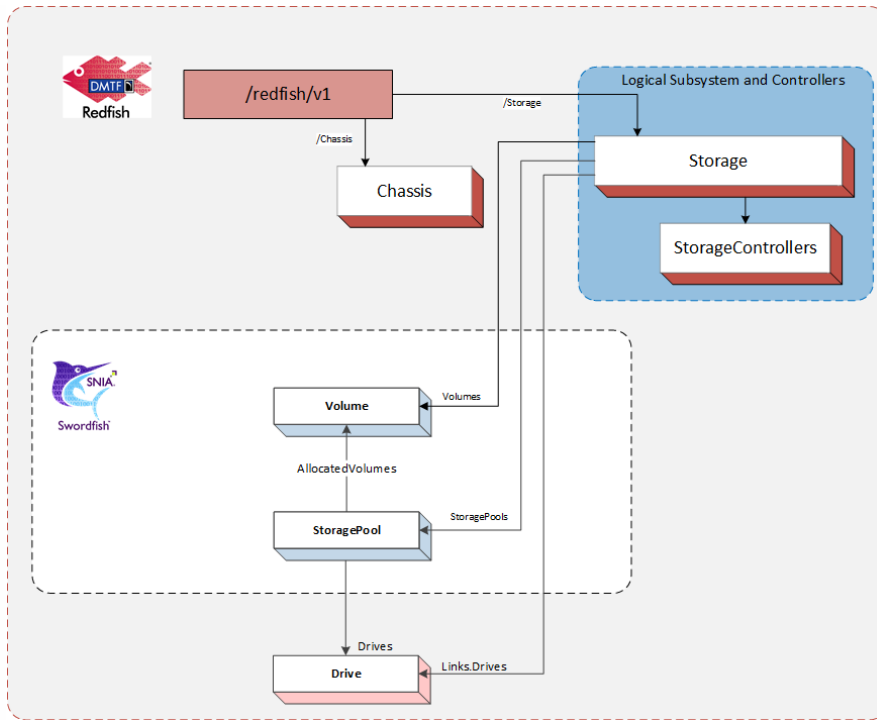 DMTF
Redfish
/redfish/v1
/Storage
/Chassis
Chassis
Logical Subsystem and Controllers
Storage
StorageControllers
SNIA
Swordfish
Volume
Volumes
AllocatedVolumes
StoragePool
StoragePools
Drives
Drive
Links.Drives